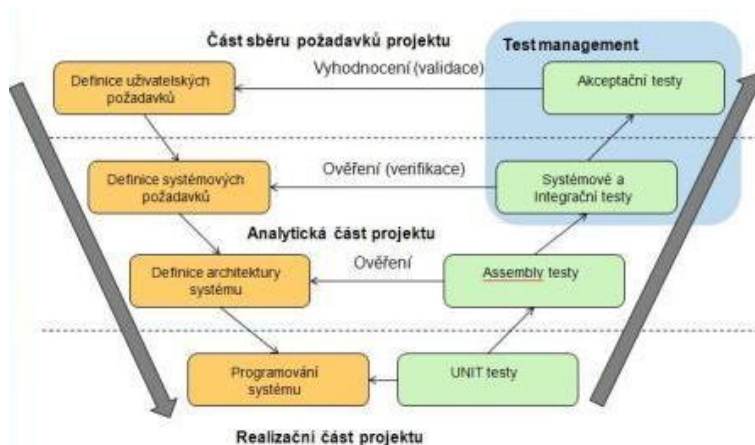 Část sběru požadavků projektu
Test management
Definice uživatelských
požadavků
Vyhodnocení (validace)
Akceptační testy
Definice systémových
požadavků
Ověření (verifikace)
Systémové a
Integrační testy
Analytická část projektu
Definice architektury
systému
Ověření
Assembly testy
Programování
systému
UNIT testy
Realizační část projektu